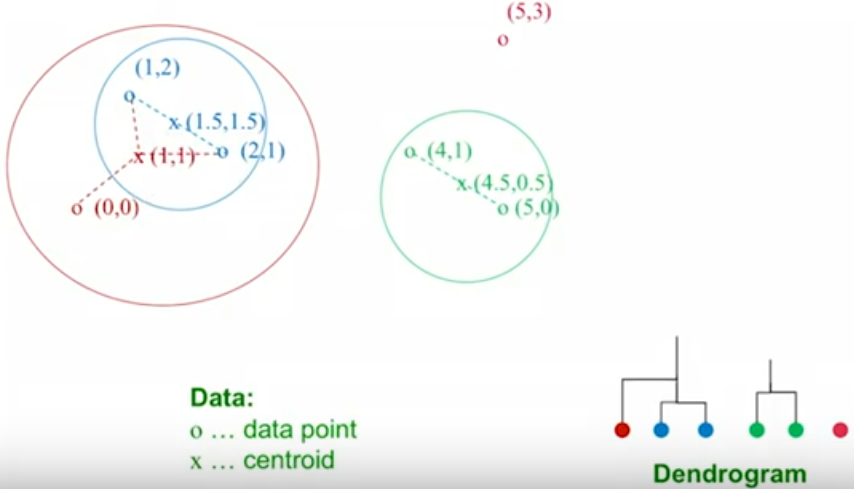 (5,3)
o
(1,2)
o
x (1.5,1.5)
o (4,1)
x (1,1) o (2,1)
x (4.5,0.5)
o (0,0)
o (5,0)
Data:
o ... data point
x ... centroid
Dendrogram